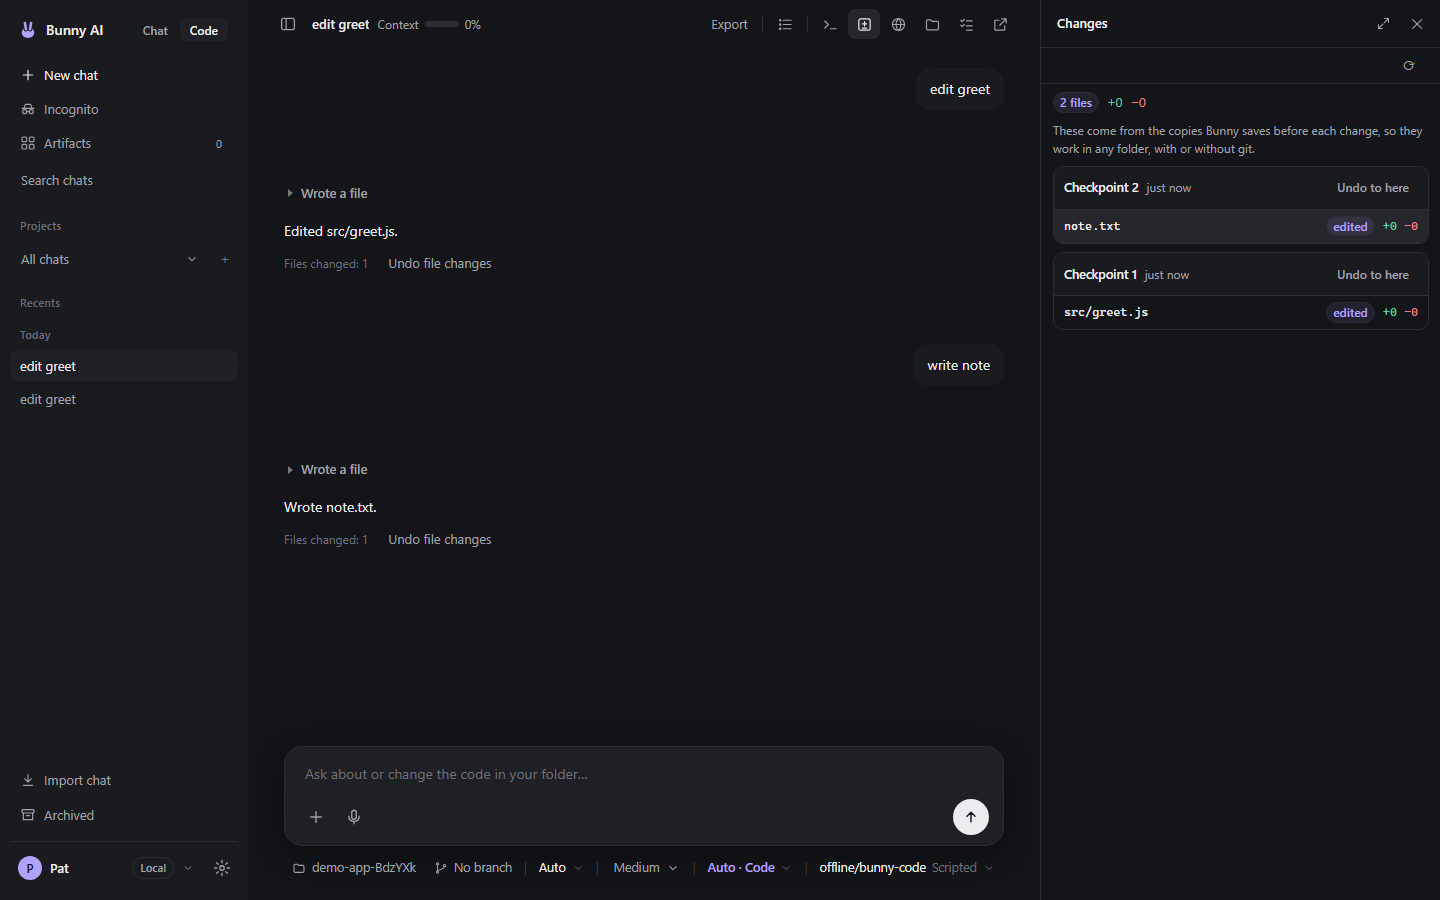 Bunny AI
Chat
Code
New chat
Incognito
Artifacts
0
Search chats
Projects
All chats
+
Recents
Today
edit greet
edit greet
Import chat
Archived
P
Pat
Local
edit greet
Context
0%
Export
edit greet
Wrote a file
Edited src/greet.js.
Files changed: 1
Undo file changes
write note
Wrote a file
Wrote note.txt.
Files changed: 1
Undo file changes
Ask about or change the code in your folder...
demo-app-BdzYXk
No branch
Auto
Medium
Auto · Code
offline/bunny-code Scripted
Changes
2 files +0 −0
These come from the copies Bunny saves before each change, so they
work in any folder, with or without git.
Checkpoint 2 just now
Undo to here
note.txt
edited +0 −0
Checkpoint 1 just now
Undo to here
src/greet.js
edited +0 −0